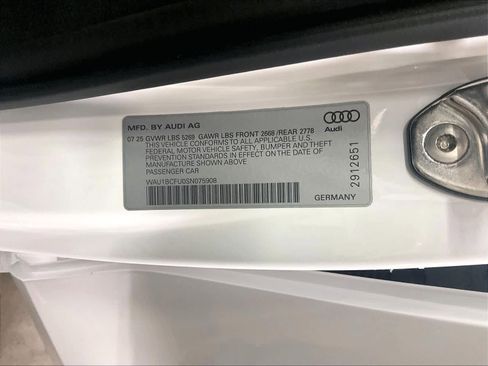 MFD. BY AUDI AG
07 25 GVWR LBS 5269 GAWR LBS FRONT 2668 /REAR 2778
THIS VEHICLE CONFORMS TO ALL APPLICABLE U.S.
FEDERAL MOTOR VEHICLE SAFETY, BUMPER AND THEFT
PREVENTION STANDARDS IN EFFECT ON THE DATE OF
MANUFACTURE SHOWN ABOVE
PASSENGER CAR
WAU1BCFU0SN075908
Audi
2912651
GERMANY